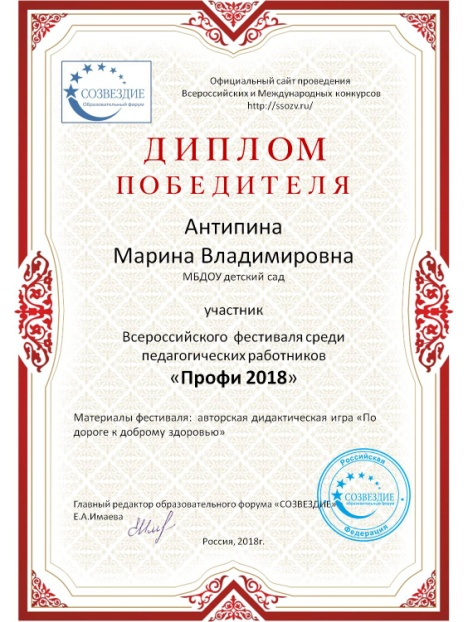 СОЗВЕЗДИЕ
Образовательный форум
Официальный сайт проведения
Всероссийских и Международных конкурсов
http://ssozv.ru/
ДИПЛОМ
ПОБЕДИТЕЛЯ
Антипина
Марина Владимировна
МБДОУ детский сад
участник
Всероссийского фестиваля среди
педагогических работников
«Профи 2018»
Материалы фестиваля: авторская дидактическая игра «По
дороге к доброму здоровью»
Российская
СОЗВЕЗДИЕ
образовательный форум
Федерация
Главный редактор образовательного форума «СОЗВЕЗДИЕ»
Е.А.Имаева
Россия, 2018г.